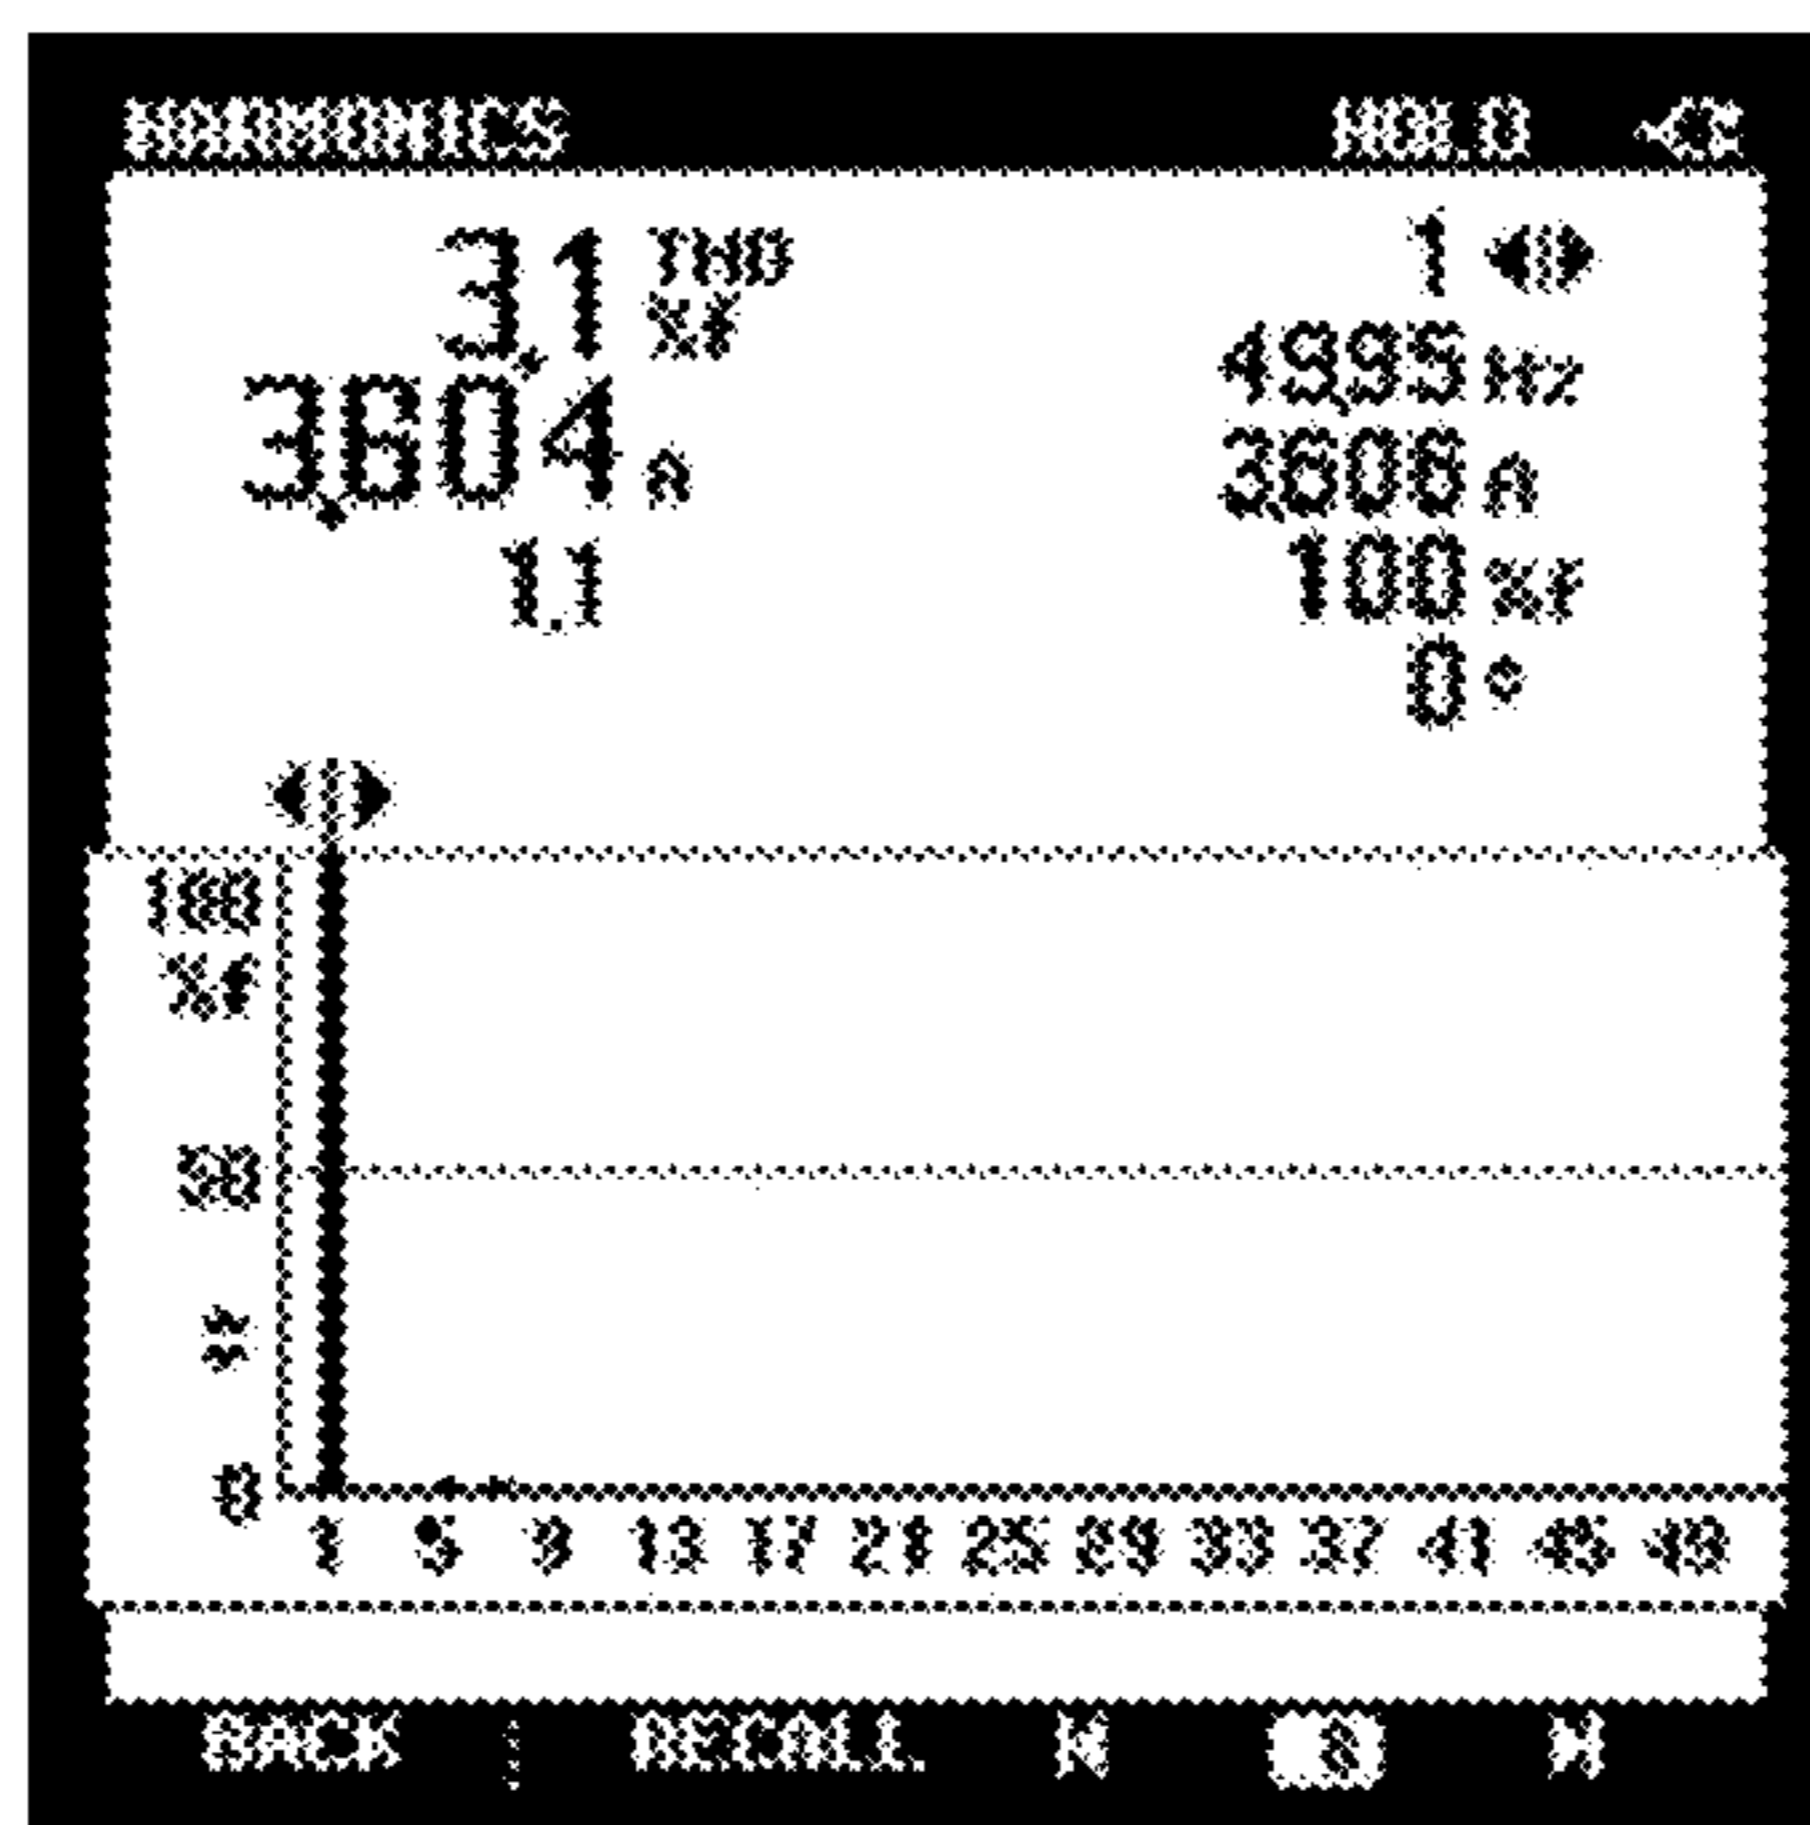 HARMONICS HOLD
3.1 THD %f
3.604 A
1.1
1
49.95 Hz
3.606 A
100 %f
0 °
100
%f
50
0
1 5 9 13 17 21 25 29 33 37 41 45 49
BACK RECALL W A